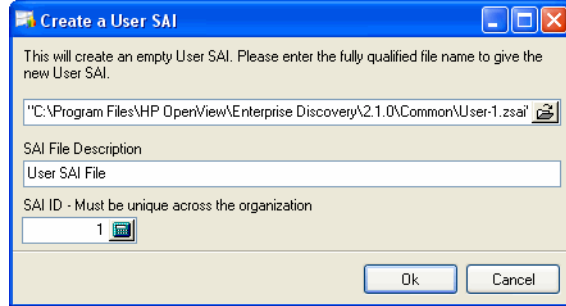 Create a User SAI
This will create an empty User SAI. Please enter the fully qualified file name to give the
new User SAI.
"C:\Program Files\HP OpenView\Enterprise Discovery\2.1.0\Common\User-1.zsai"
SAI File Description
User SAI File
SAI ID - Must be unique across the organization
1
Ok
Cancel